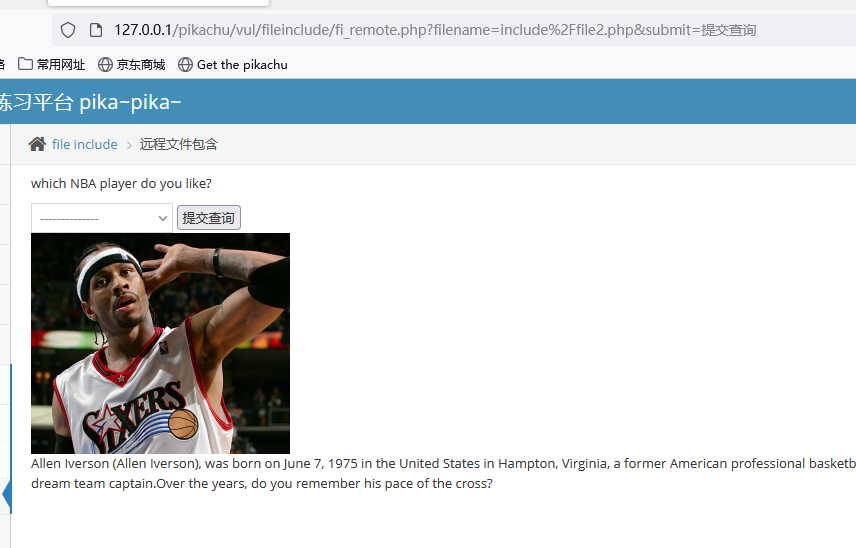 127.0.0.1/pikachu/vul/fileinclude/fi_remote.php?filename=include%2Ffile2.php&submit=提交查询
常用网址 京东商城 Get the pikachu
练习平台 pika~pika~
file include > 远程文件包含
which NBA player do you like?
--------------
提交查询
SIXERS
Allen Iverson (Allen Iverson), was born on June 7, 1975 in the United States in Hampton, Virginia, a former American professional basketb
dream team captain.Over the years, do you remember his pace of the cross?